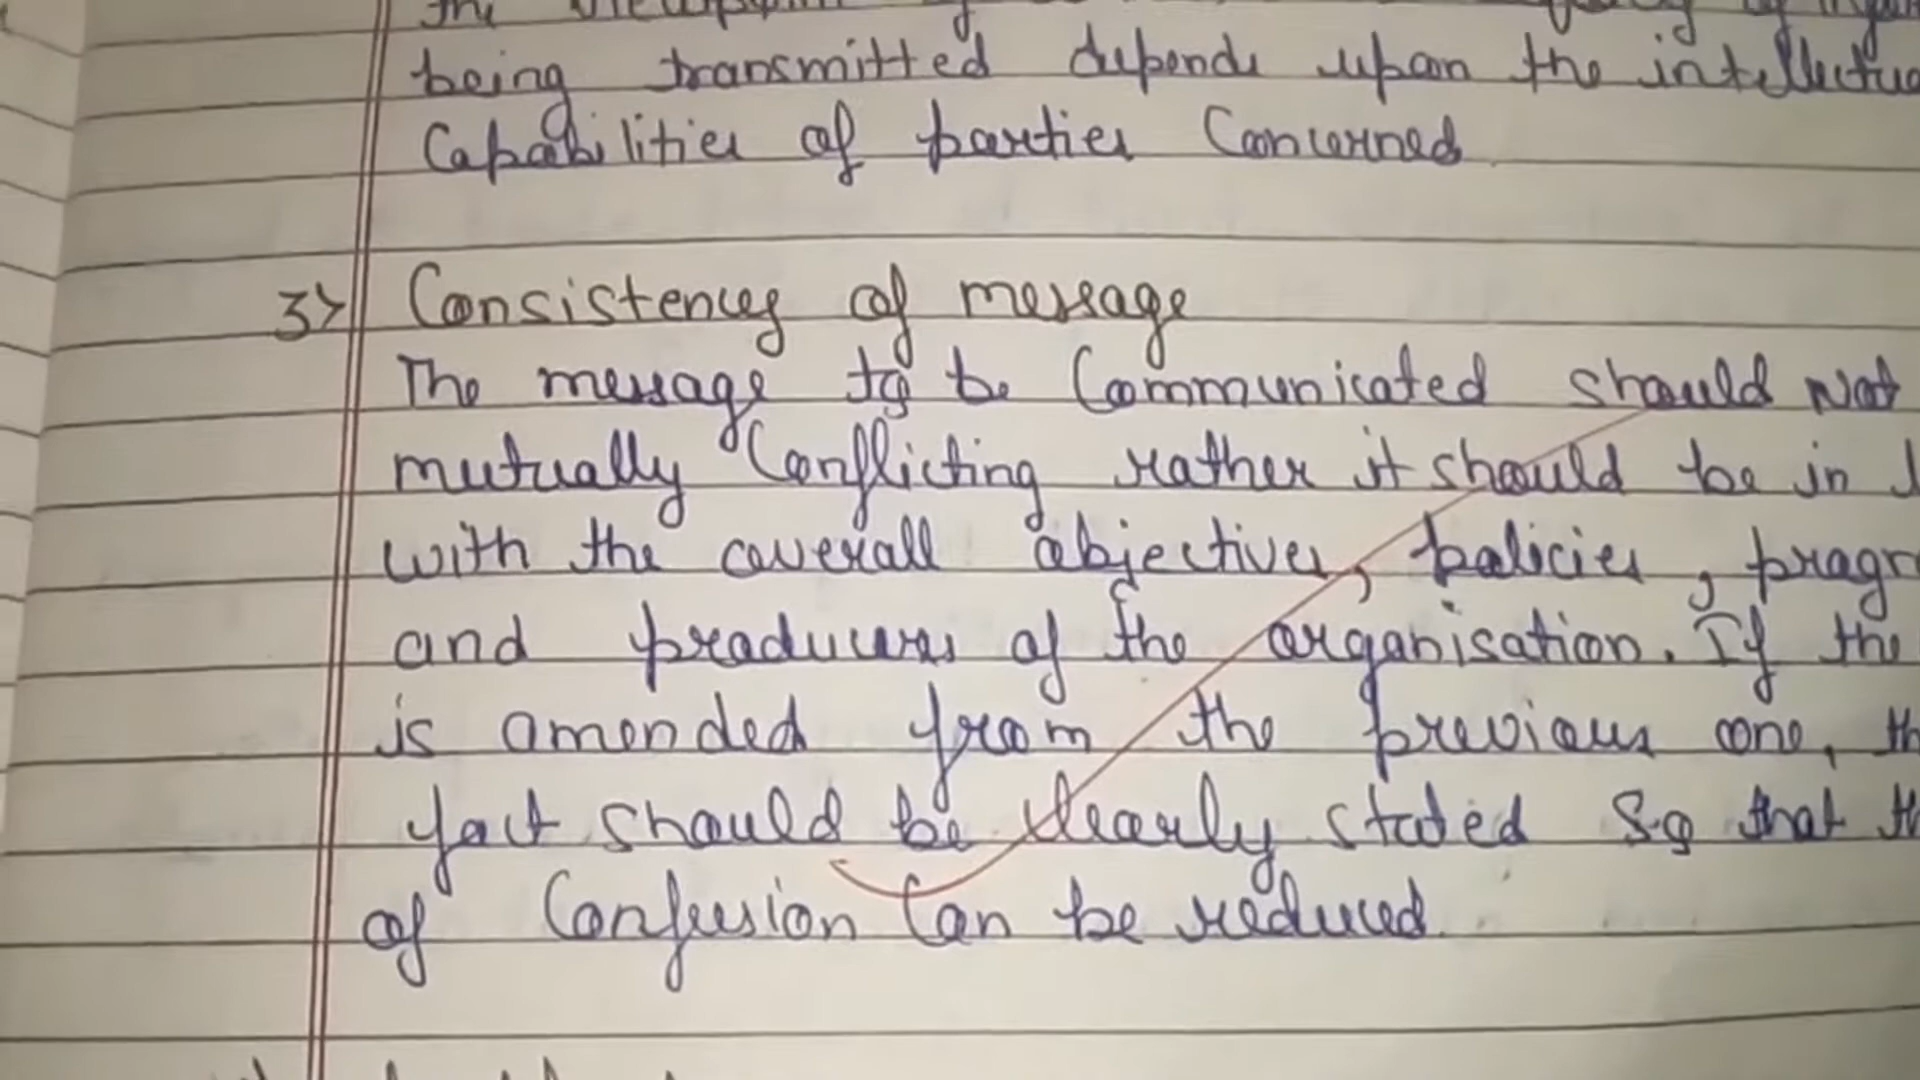 the
being transmitted depends upon the
Capabilities of parties Concerned
3> Consistency of message
The message to be Communicated should not
mutually Conflicting rather it should be in
with the overall objectives, policies,
and producures of the organisation. If the
is amended from the previous one,
fact should be clearly stated so that
of Confusion Can be reduced.